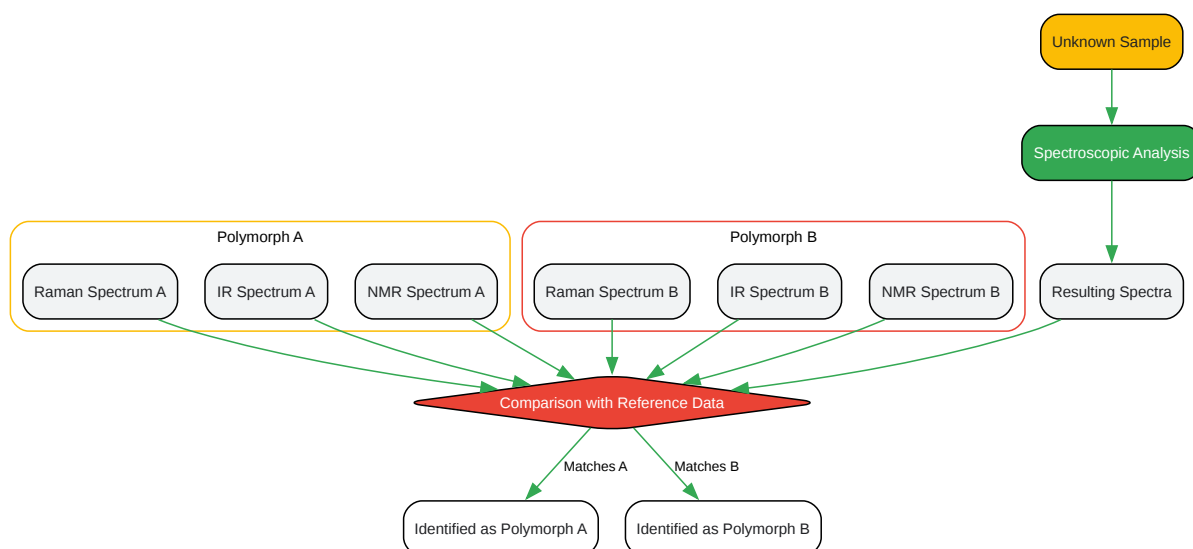 Unknown Sample
Spectroscopic Analysis
Polymorph A
Polymorph B
Raman Spectrum A
IR Spectrum A
NMR Spectrum A
Raman Spectrum B
IR Spectrum B
NMR Spectrum B
Resulting Spectra
Comparison with Reference Data
Matches A
Matches B
Identified as Polymorph A
Identified as Polymorph B